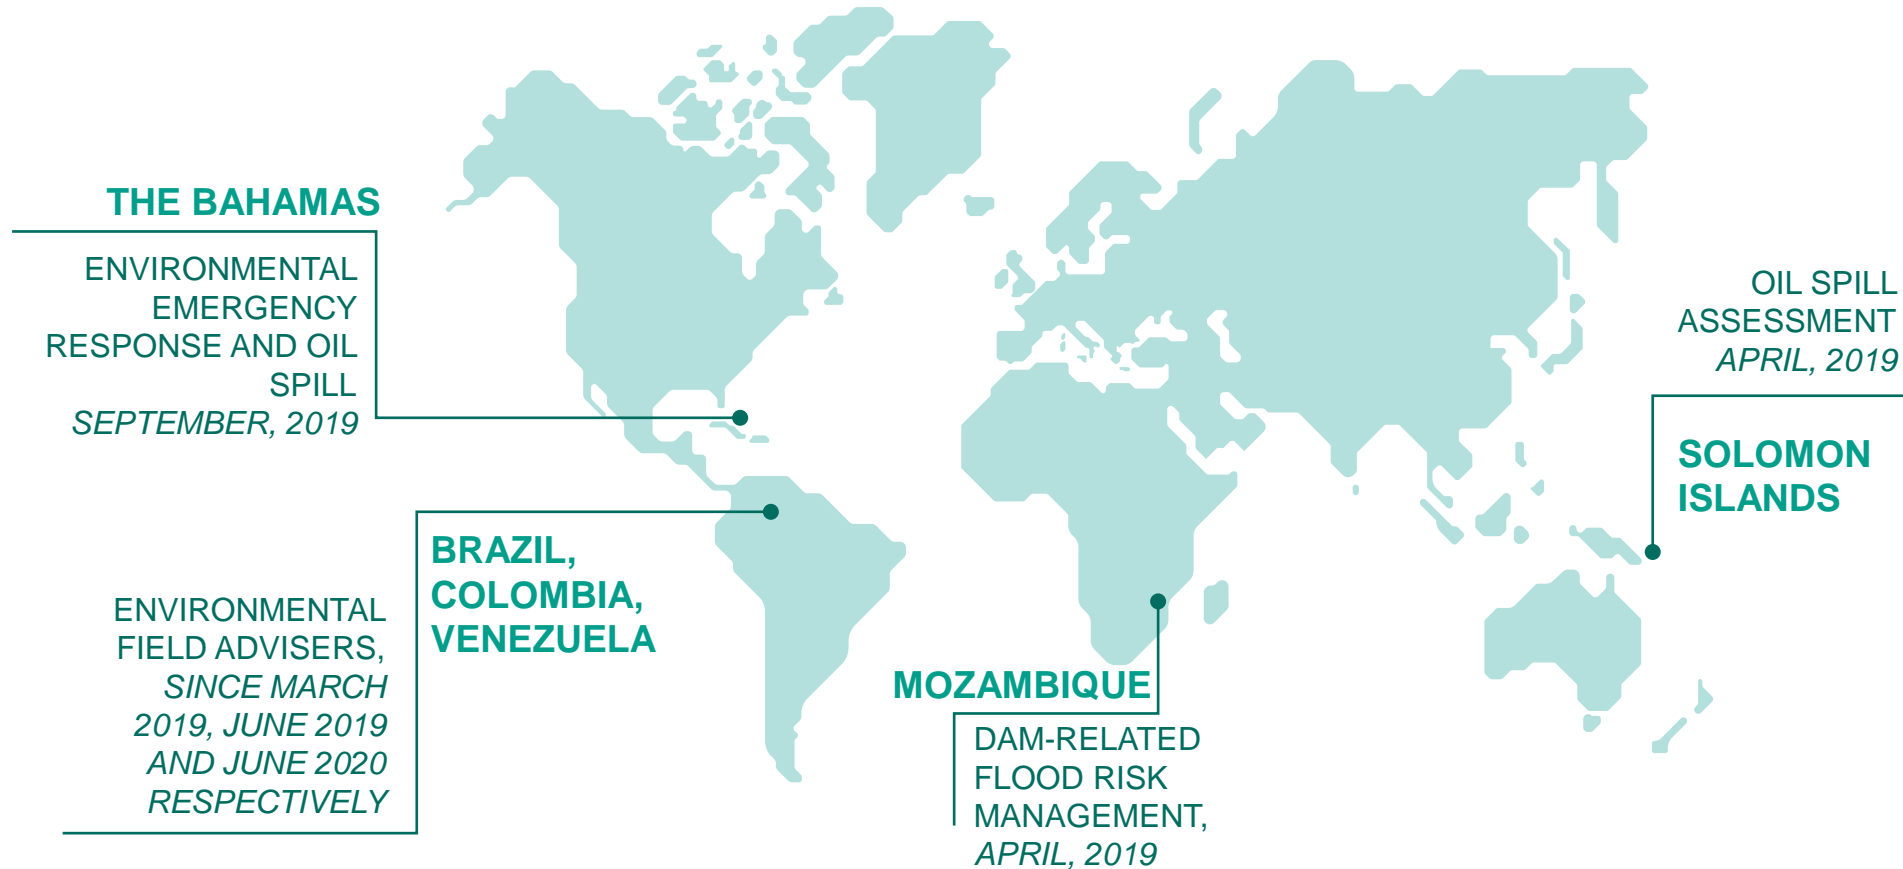 THE BAHAMAS
ENVIRONMENTAL
EMERGENCY
RESPONSE AND OIL
SPILL
SEPTEMBER, 2019
BRAZIL,
COLOMBIA,
VENEZUELA
ENVIRONMENTAL
FIELD ADVISERS,
SINCE MARCH
2019, JUNE 2019
AND JUNE 2020
RESPECTIVELY
MOZAMBIQUE
DAM-RELATED
FLOOD RISK
MANAGEMENT,
APRIL, 2019
OIL SPILL
ASSESSMENT
APRIL, 2019
SOLOMON
ISLANDS